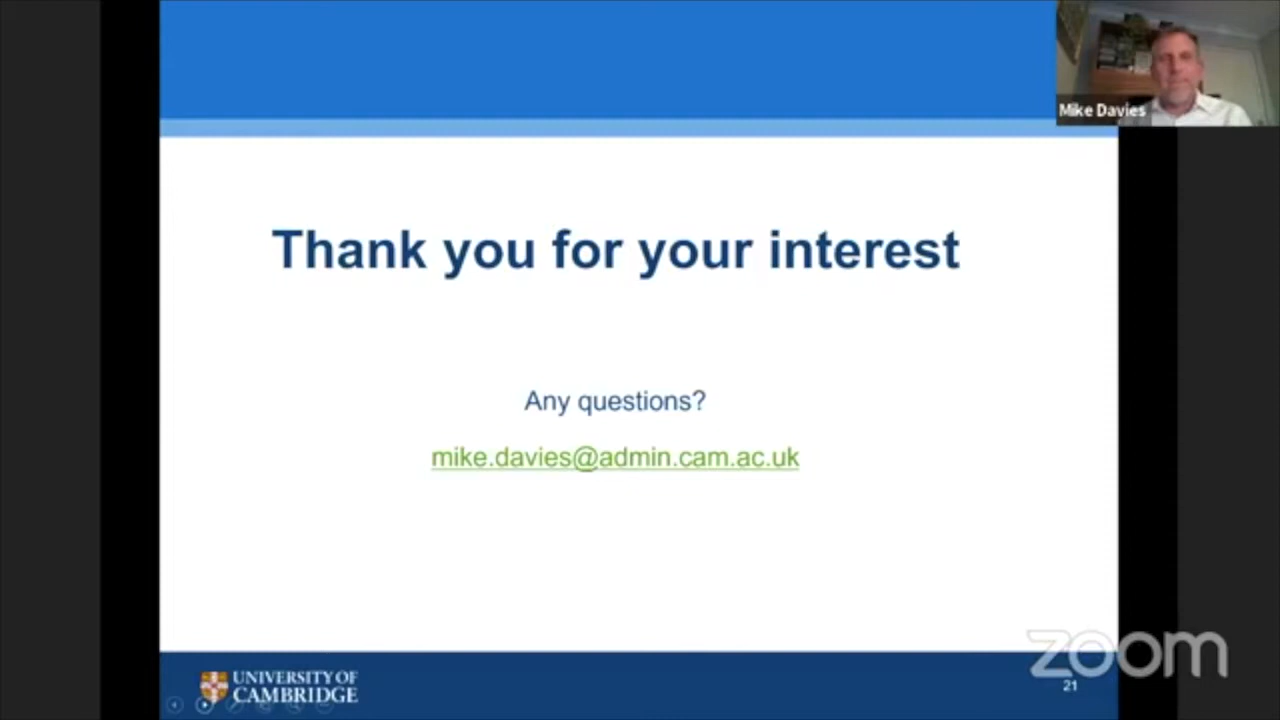 Mike Davies
Thank you for your interest
Any questions?
mike.davies@admin.cam.ac.uk
UNIVERSITY OF
CAMBRIDGE
zoom
21